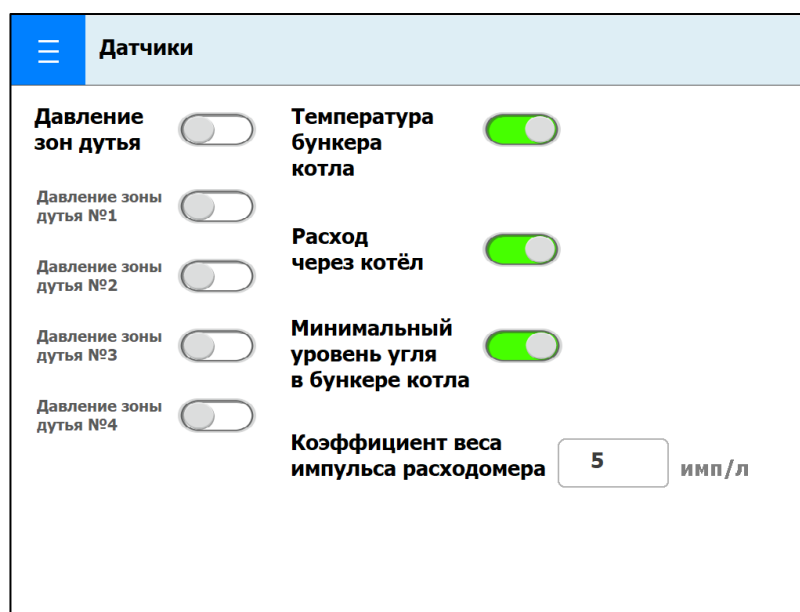 Датчики
Давление
зон дутья
Давление зоны
дутья №1
Давление зоны
дутья №2
Давление зоны
дутья №3
Давление зоны
дутья №4
Температура
бункера
котла
Расход
через котёл
Минимальный
уровень угля
в бункере котла
Коэффициент веса
импульса расходомера
5
имп/л